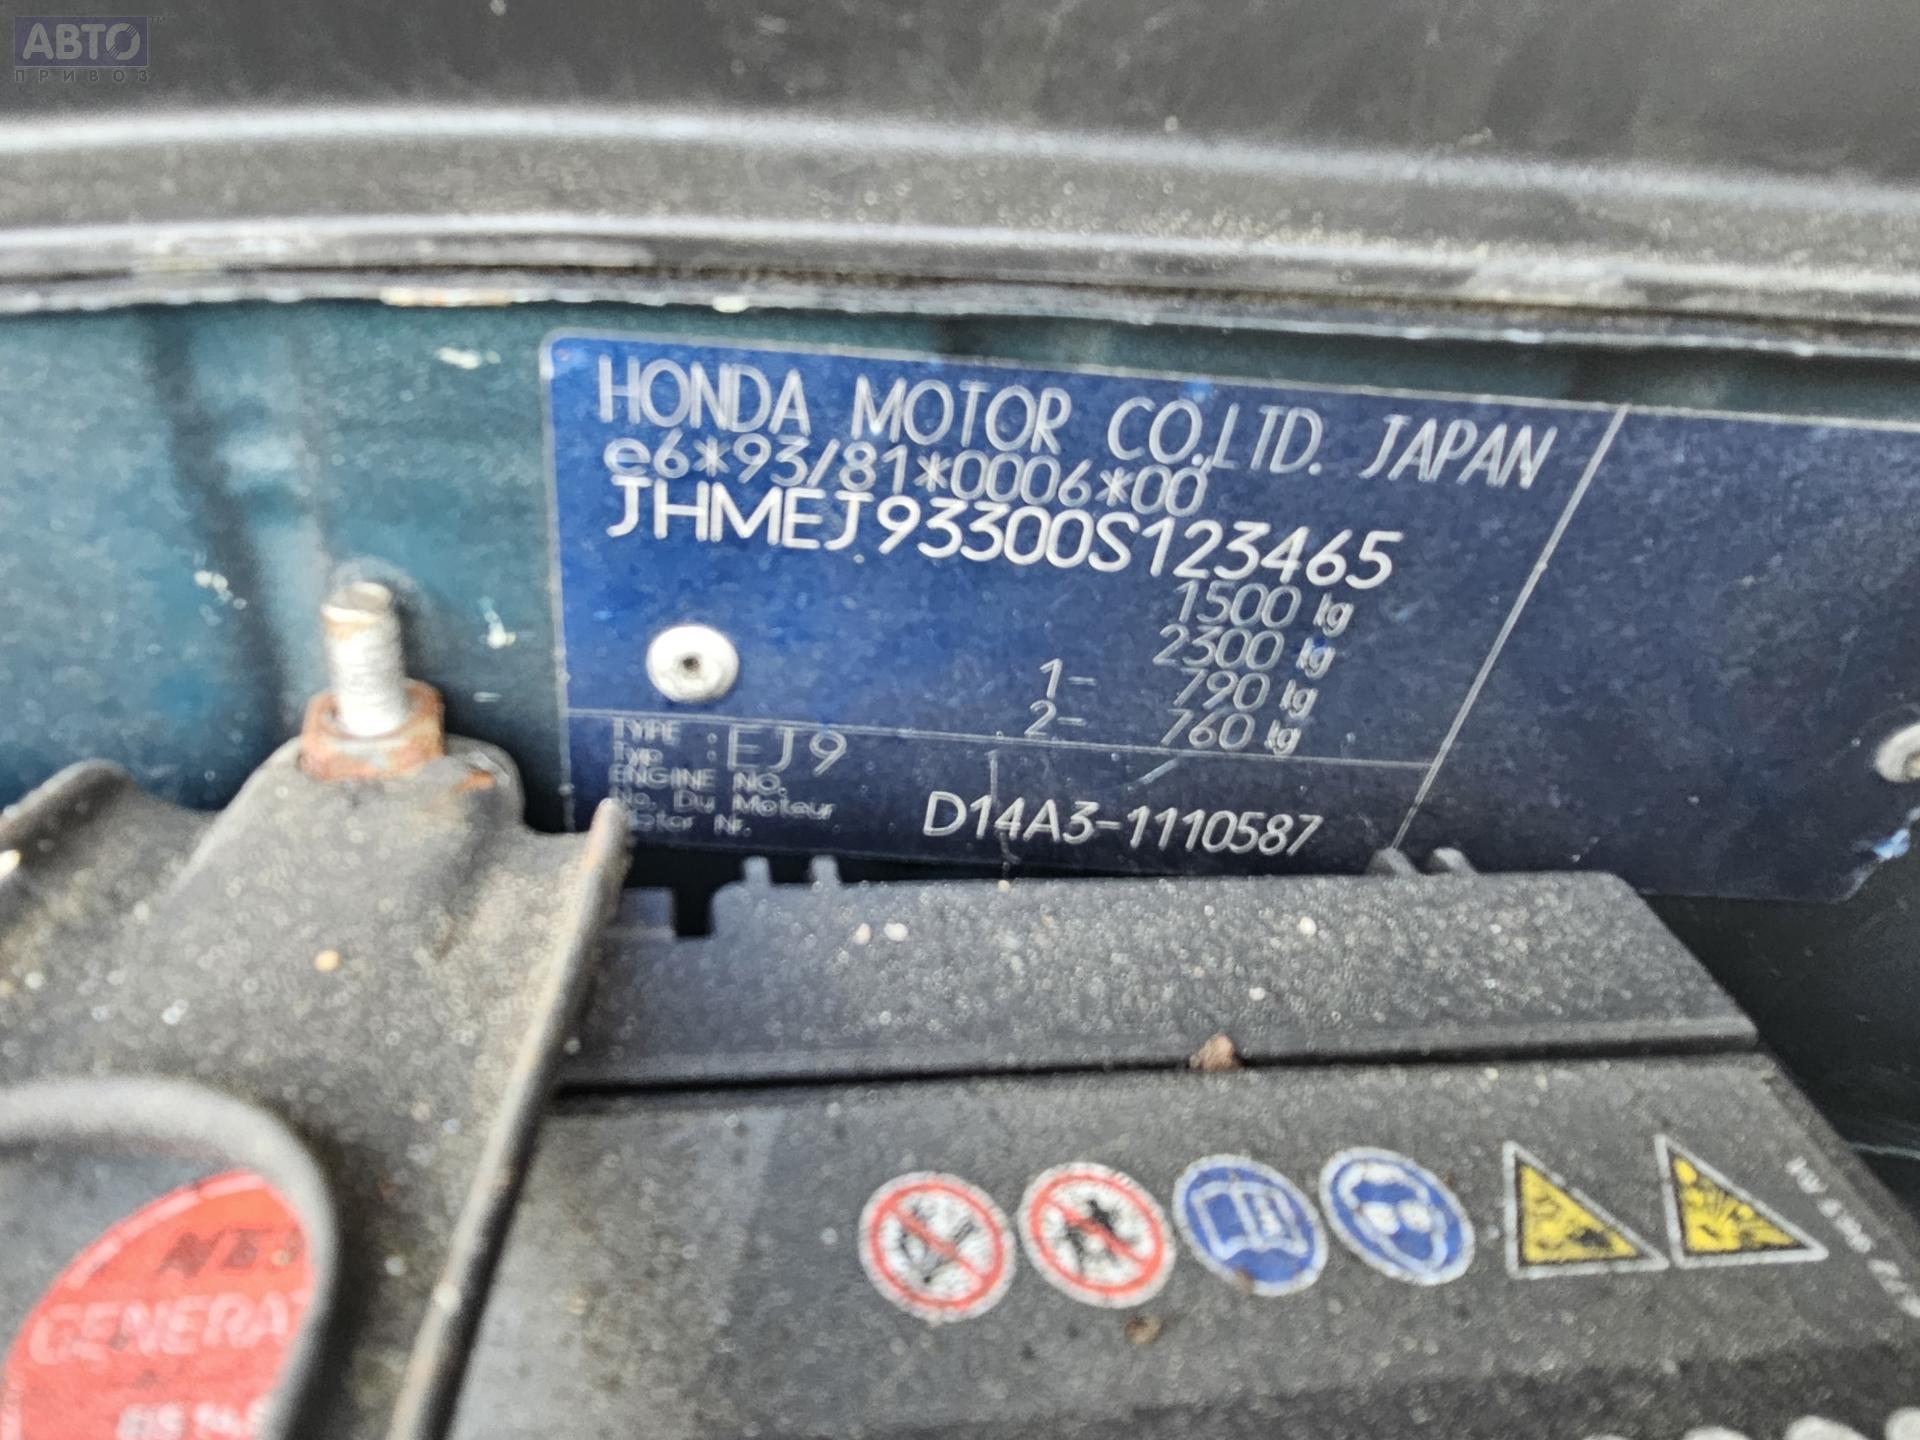 АВТО
ПРИВОЗ
HONDA MOTOR CO.,LTD. JAPAN
e6*93/81*0006*00
JHMEJ93300S123465
1500 kg
2300 kg
1- 790 kg
2- 760 kg
TYPE
Typ : EJ9
ENGINE NO.
No. Du Moteur
Motor Nr. D14A3-1110587
GENERA